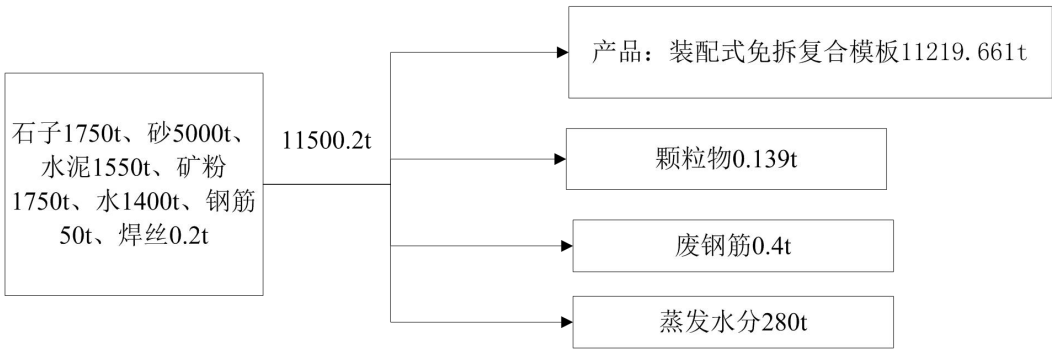 石子1750t、砂5000t、
水泥1550t、矿粉
1750t、水1400t、钢筋
50t、焊丝0.2t
11500.2t
产品：装配式免拆复合模板11219.661t
颗粒物0.139t
废钢筋0.4t
蒸发水分280t